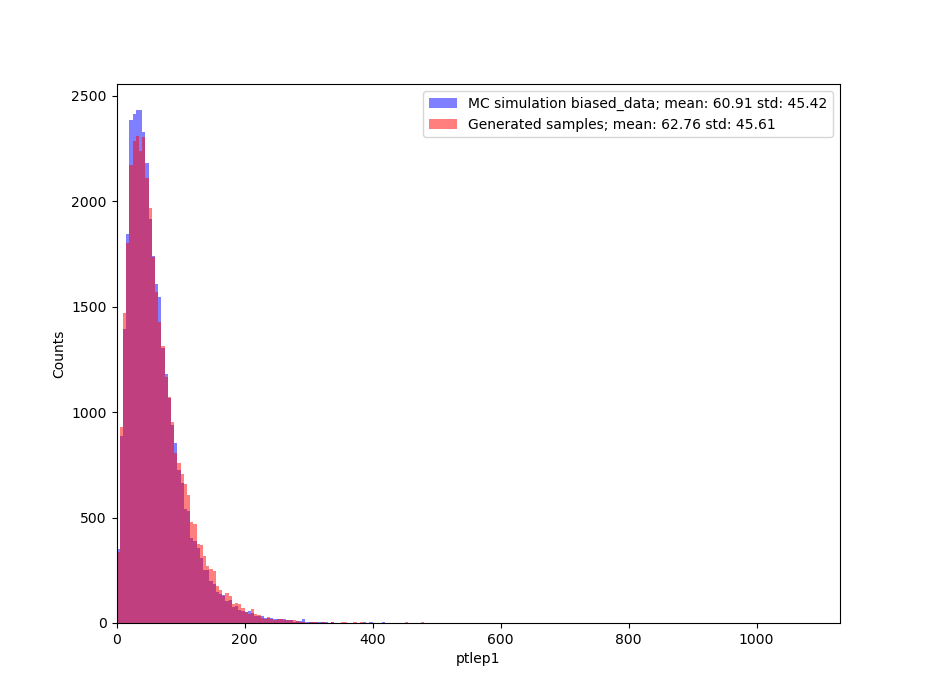 MC simulation biased_data; mean: 60.91 std: 45.42
Generated samples; mean: 62.76 std: 45.61
2500
2000
1500
1000
500
0
Counts
0 200 400 600 800 1000
ptlep1